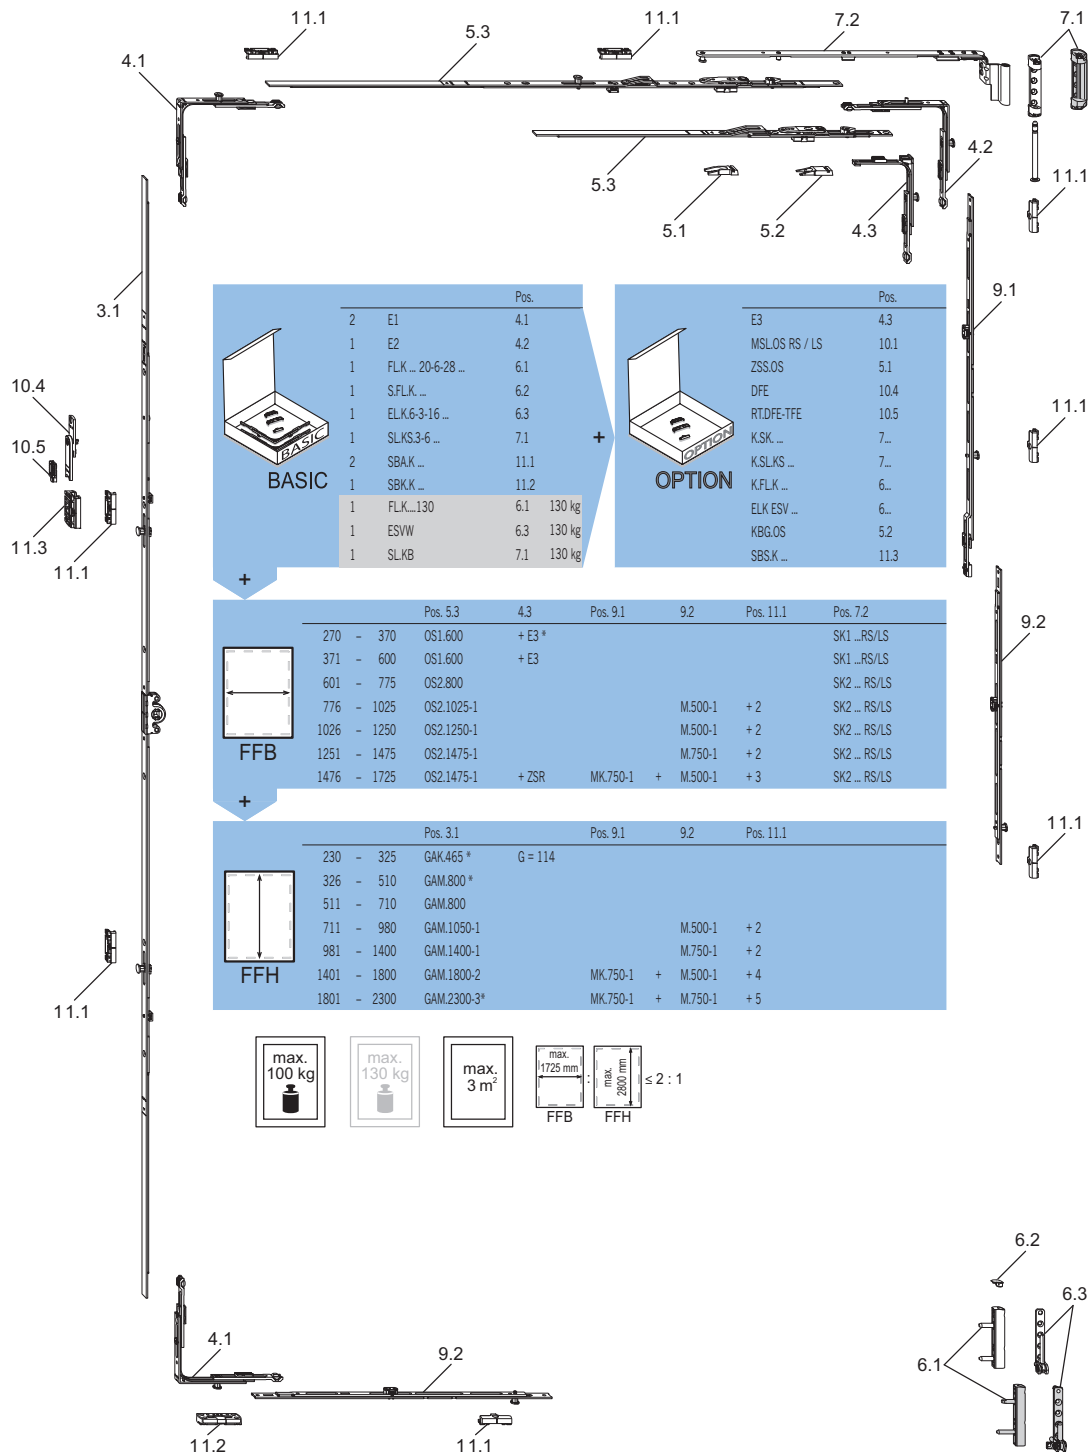 11.1
11.1
7.2
7.1
5.3
4.1
5.3
4.2
11.1
5.1
5.2
4.3
3.1
9.1
Pos.
2 E1 4.1
1 E2 4.2
1 FL.K ... 20-6-28 ... 6.1
1 S.FL.K. ... 6.2
1 EL.K.6-3-16 ... 6.3
1 SL.KS.3-6 ... 7.1
2 SBA.K ... 11.1
1 SBK.K ... 11.2
1 FL.K....130 6.1 130 kg
1 ESVW 6.3 130 kg
1 SL.KB 7.1 130 kg
BASIC
BASIC
+
Pos.
E3 4.3
MSL.OS RS / LS 10.1
ZSS.OS 5.1
DFE 10.4
RT.DFE-TFE 10.5
K.SK. ... 7...
K.SL.KS ... 7...
K.FL.K ... 6...
ELK ESV ... 6...
KBG.OS 5.2
SBS.K ... 11.3
OPTION
OPTION
10.4
10.5
11.3
11.1
11.1
9.2
+
Pos. 5.3 4.3 Pos. 9.1 9.2 Pos. 11.1 Pos. 7.2
270 – 370 OS1.600 + E3 * SK1 ...RS/LS
371 – 600 OS1.600 + E3 SK1 ...RS/LS
601 – 775 OS2.800 SK2 ... RS/LS
776 – 1025 OS2.1025-1 M.500-1 + 2 SK2 ... RS/LS
1026 – 1250 OS2.1250-1 M.500-1 + 2 SK2 ... RS/LS
1251 – 1475 OS2.1475-1 M.750-1 + 2 SK2 ... RS/LS
1476 – 1725 OS2.1475-1 + ZSR MK.750-1 + M.500-1 + 3 SK2 ... RS/LS
FFB
+
Pos. 3.1 Pos. 9.1 9.2 Pos. 11.1
230 – 325 GAK.465 * G = 114
326 – 510 GAM.800 *
511 – 710 GAM.800
711 – 980 GAM.1050-1 M.500-1 + 2
981 – 1400 GAM.1400-1 M.750-1 + 2
1401 – 1800 GAM.1800-2 MK.750-1 + M.500-1 + 4
1801 – 2300 GAM.2300-3* MK.750-1 + M.750-1 + 5
FFH
11.1
11.1
max.
100 kg
max.
130 kg
max.
3 m²
max.
1725 mm
FFB
:
max.
2800 mm
FFH
≤ 2 : 1
6.2
6.3
6.1
4.1
9.2
11.2
11.1